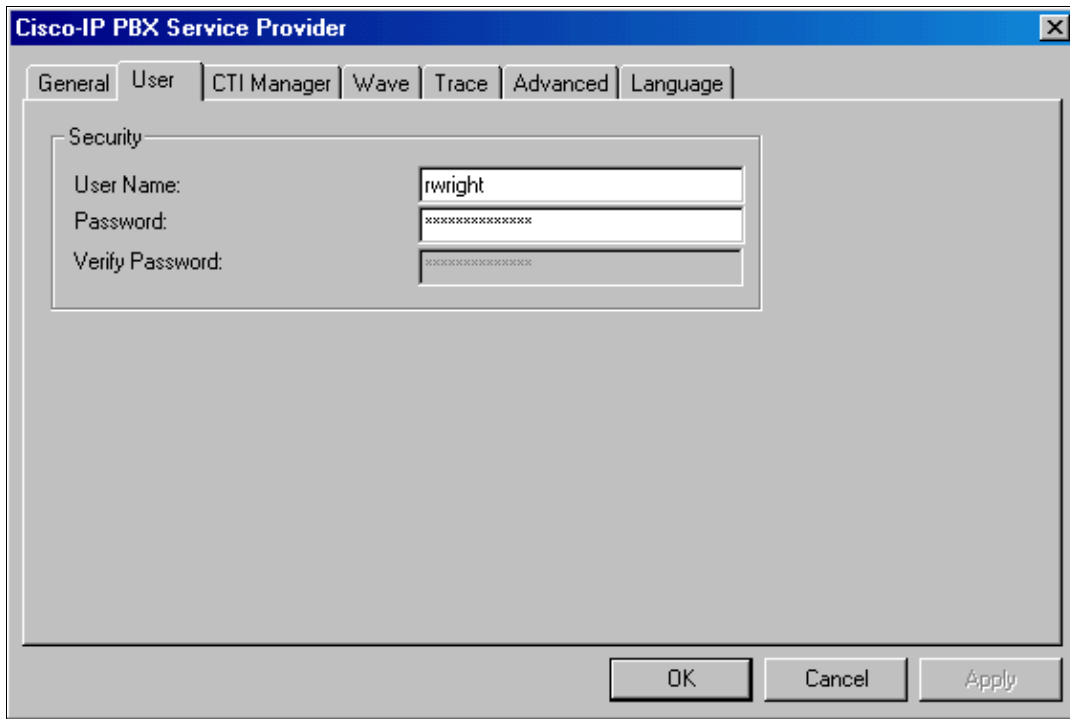 Cisco-IP PBX Service Provider
General User CTI Manager Wave Trace Advanced Language
Security
User Name: rwright
Password: **************
Verify Password: **************
OK Cancel Apply